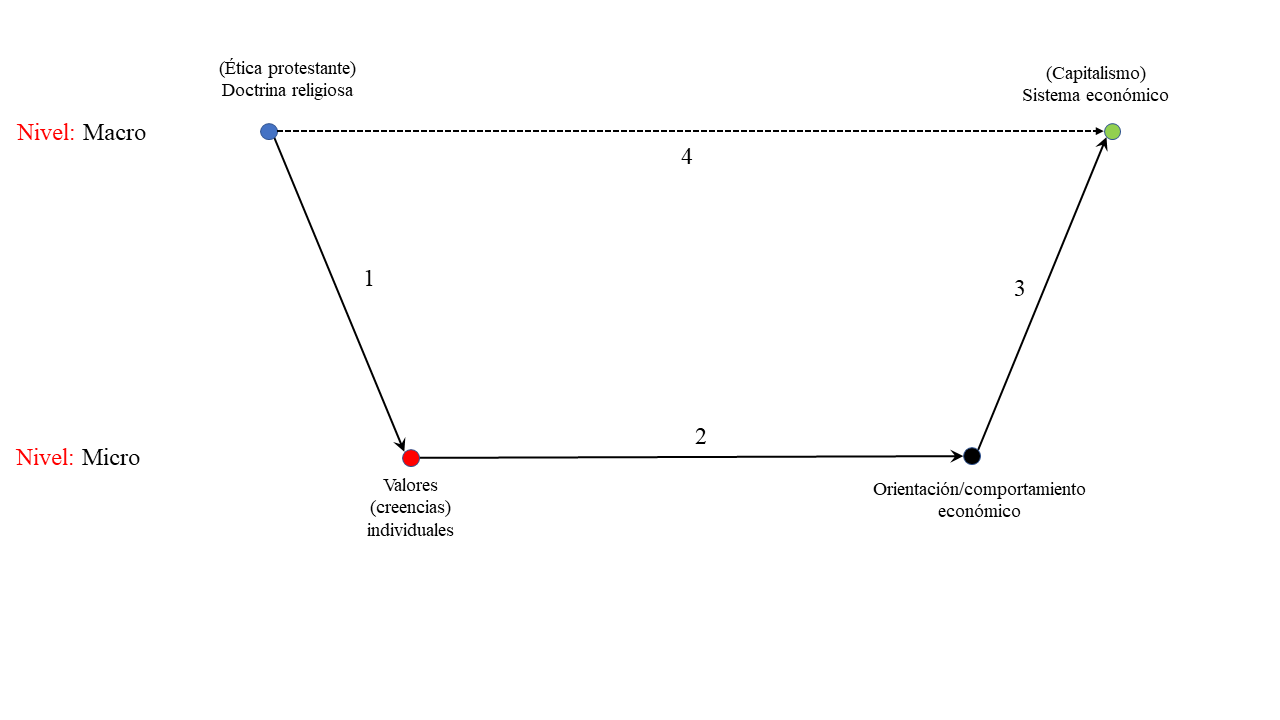 (Ética protestante)
Doctrina religiosa
(Capitalismo)
Sistema económico
Nivel: Macro
4
1
3
2
Nivel: Micro
Valores
(creencias)
individuales
Orientación/comportamiento
económico